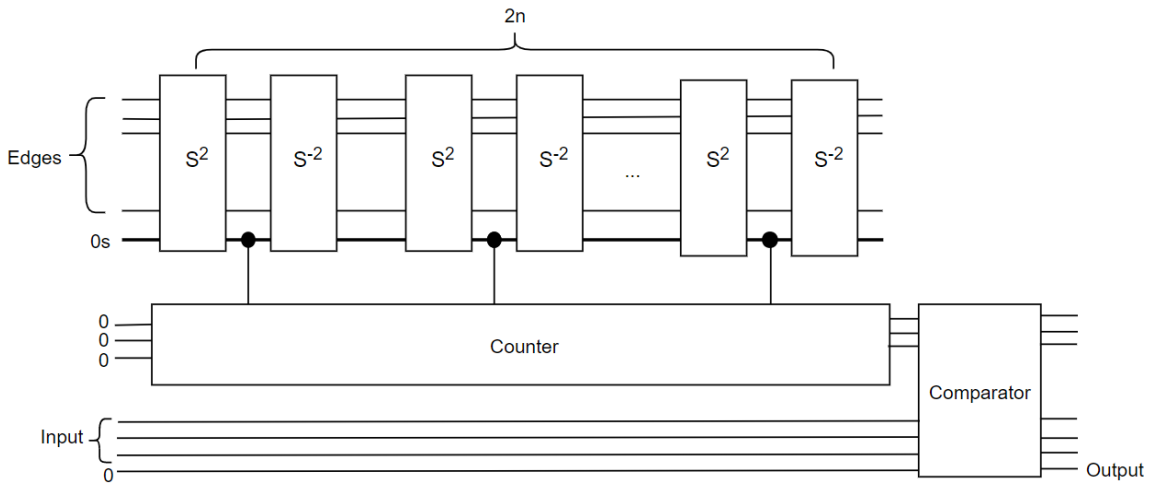 2n
Edges
S² S⁻² S² S⁻² ... S² S⁻²
0s
0
0
0
Counter
Comparator
Input
0
Output